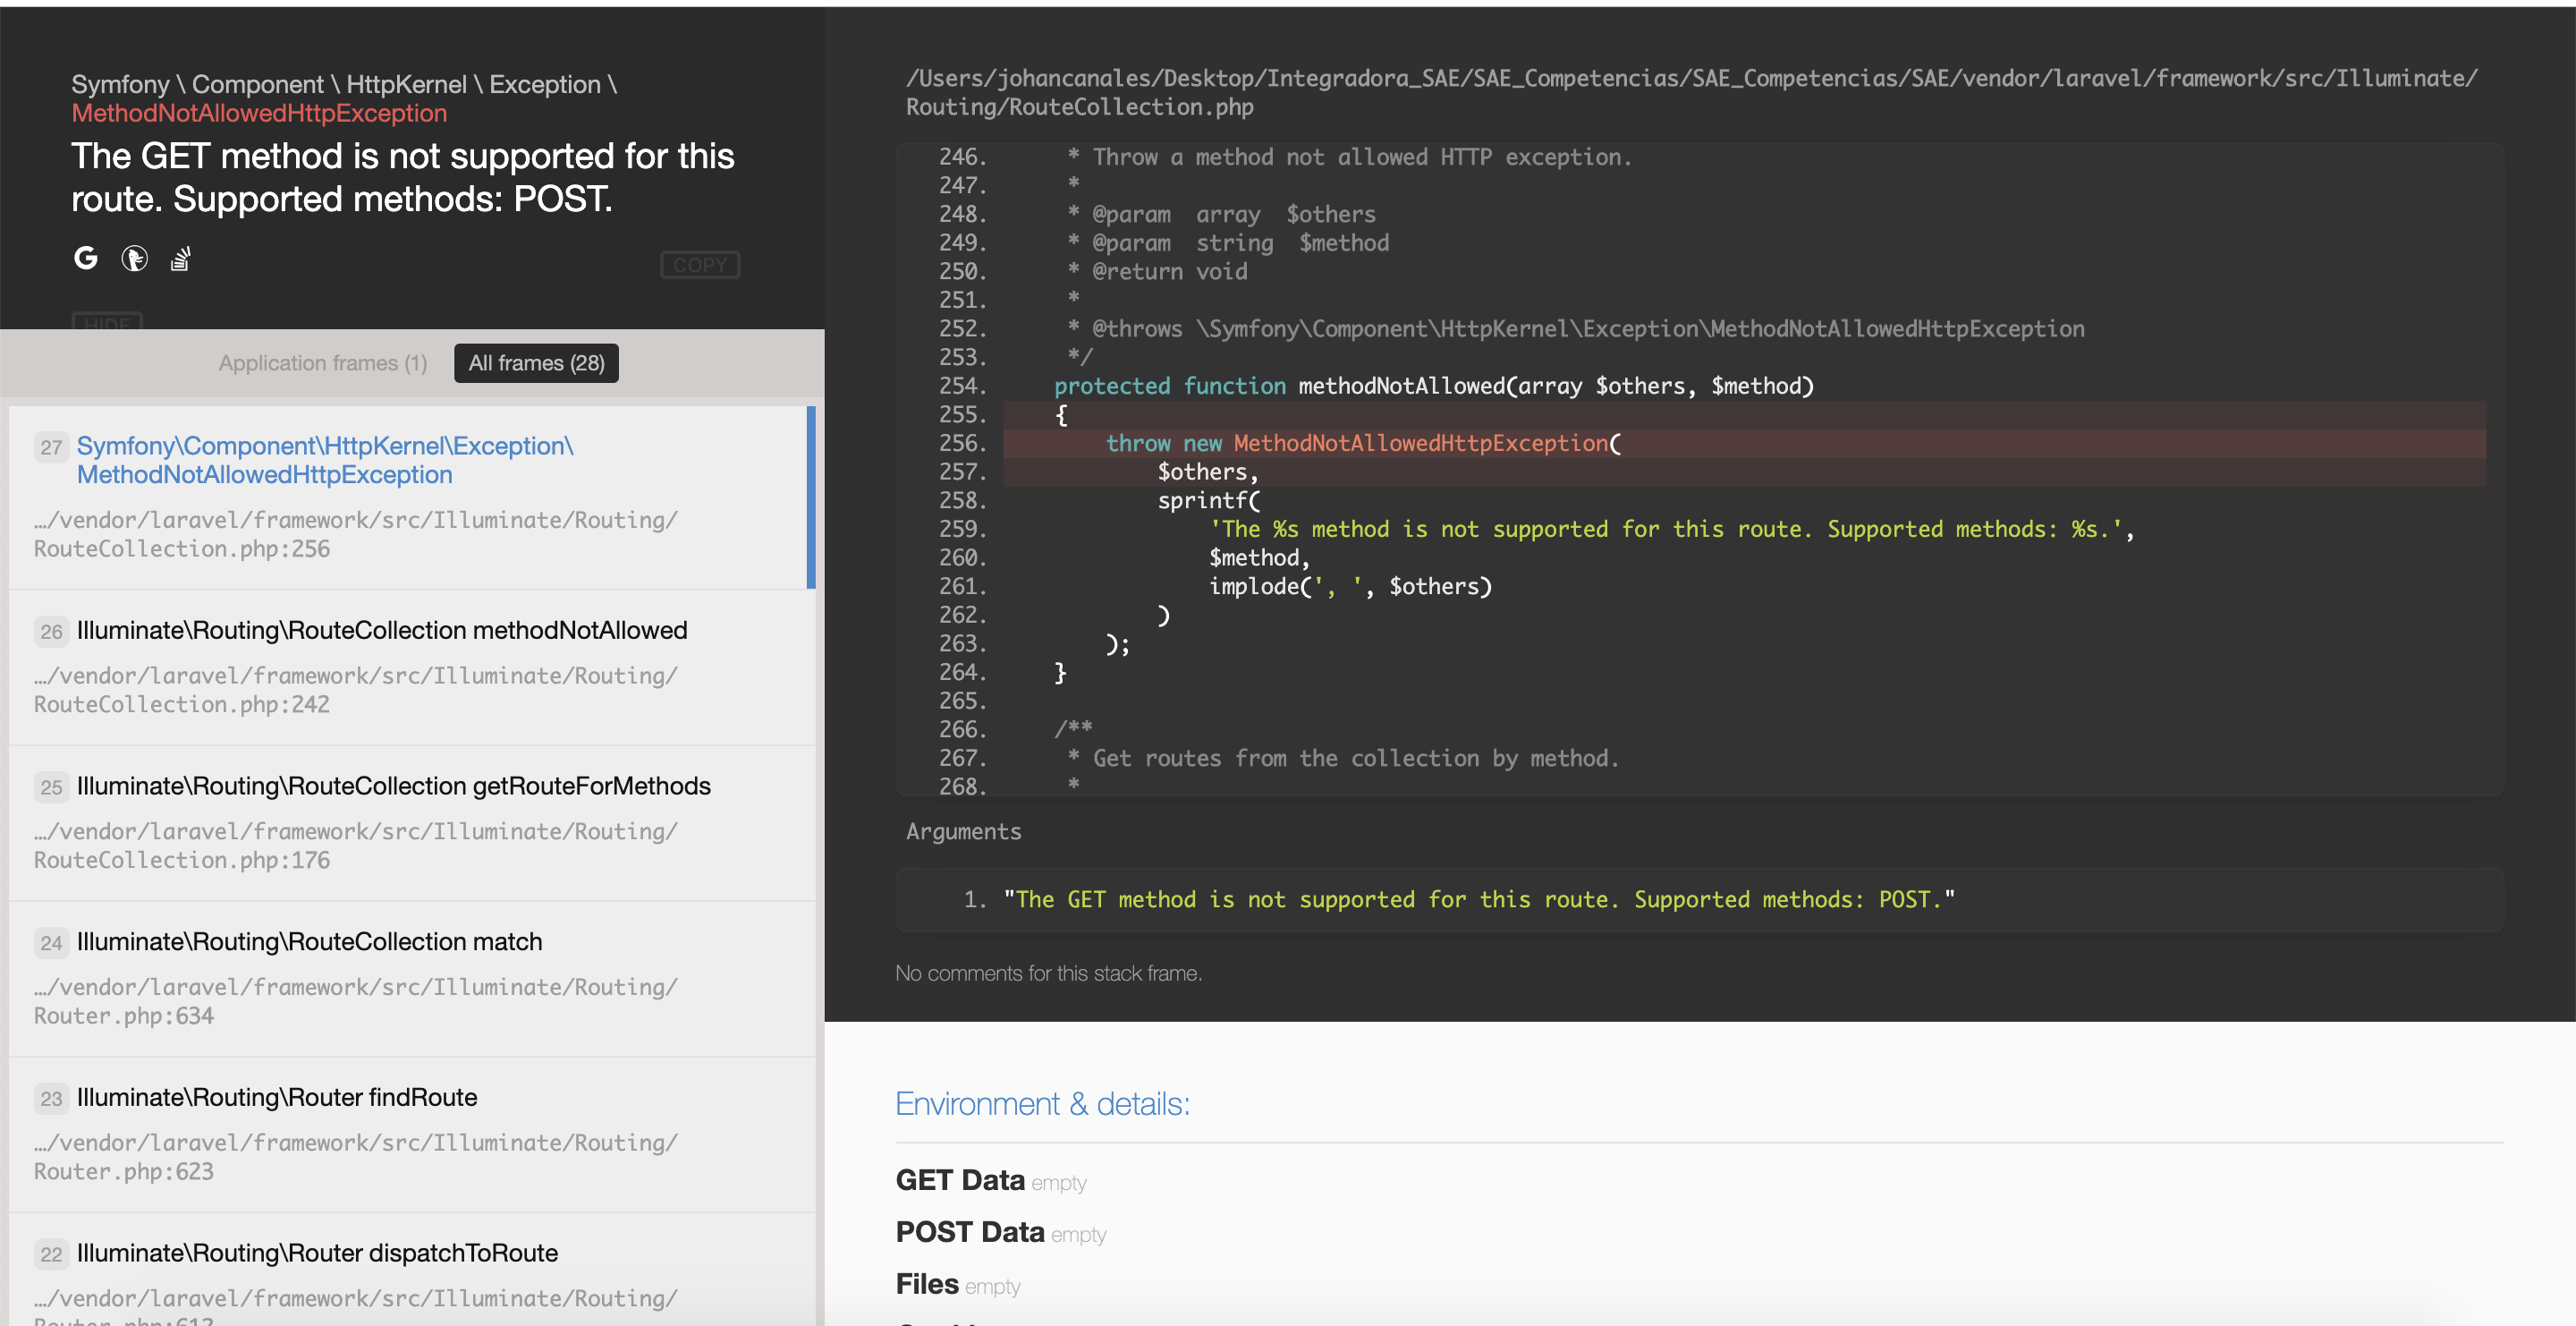 Symfony \ Component \ HttpKernel \ Exception \
MethodNotAllowedHttpException
The GET method is not supported for this
route. Supported methods: POST.
COPY
HIDE
Application frames (1)
All frames (28)
27 Symfony\Component\HttpKernel\Exception\
MethodNotAllowedHttpException
…/vendor/laravel/framework/src/Illuminate/Routing/
RouteCollection.php:256
26 Illuminate\Routing\RouteCollection methodNotAllowed
…/vendor/laravel/framework/src/Illuminate/Routing/
RouteCollection.php:242
25 Illuminate\Routing\RouteCollection getRouteForMethods
…/vendor/laravel/framework/src/Illuminate/Routing/
RouteCollection.php:176
24 Illuminate\Routing\RouteCollection match
…/vendor/laravel/framework/src/Illuminate/Routing/
Router.php:634
23 Illuminate\Routing\Router findRoute
…/vendor/laravel/framework/src/Illuminate/Routing/
Router.php:623
22 Illuminate\Routing\Router dispatchToRoute
…/vendor/laravel/framework/src/Illuminate/Routing/
Router.php:612
/Users/johancanales/Desktop/Integradora_SAE/SAE_Competencias/SAE_Competencias/SAE/vendor/laravel/framework/src/Illuminate/
Routing/RouteCollection.php
246. * Throw a method not allowed HTTP exception.
247. *
248. * @param  array  $others
249. * @param  string  $method
250. * @return void
251. *
252. * @throws \Symfony\Component\HttpKernel\Exception\MethodNotAllowedHttpException
253. */
254. protected function methodNotAllowed(array $others, $method)
255. {
256. throw new MethodNotAllowedHttpException(
257. $others,
258. sprintf(
259. 'The %s method is not supported for this route. Supported methods: %s.',
260. $method,
261. implode(', ', $others)
262. )
263. );
264. }
265.
266. /**
267. * Get routes from the collection by method.
268. *
Arguments
1. "The GET method is not supported for this route. Supported methods: POST."
No comments for this stack frame.
Environment & details:
GET Data empty
POST Data empty
Files empty